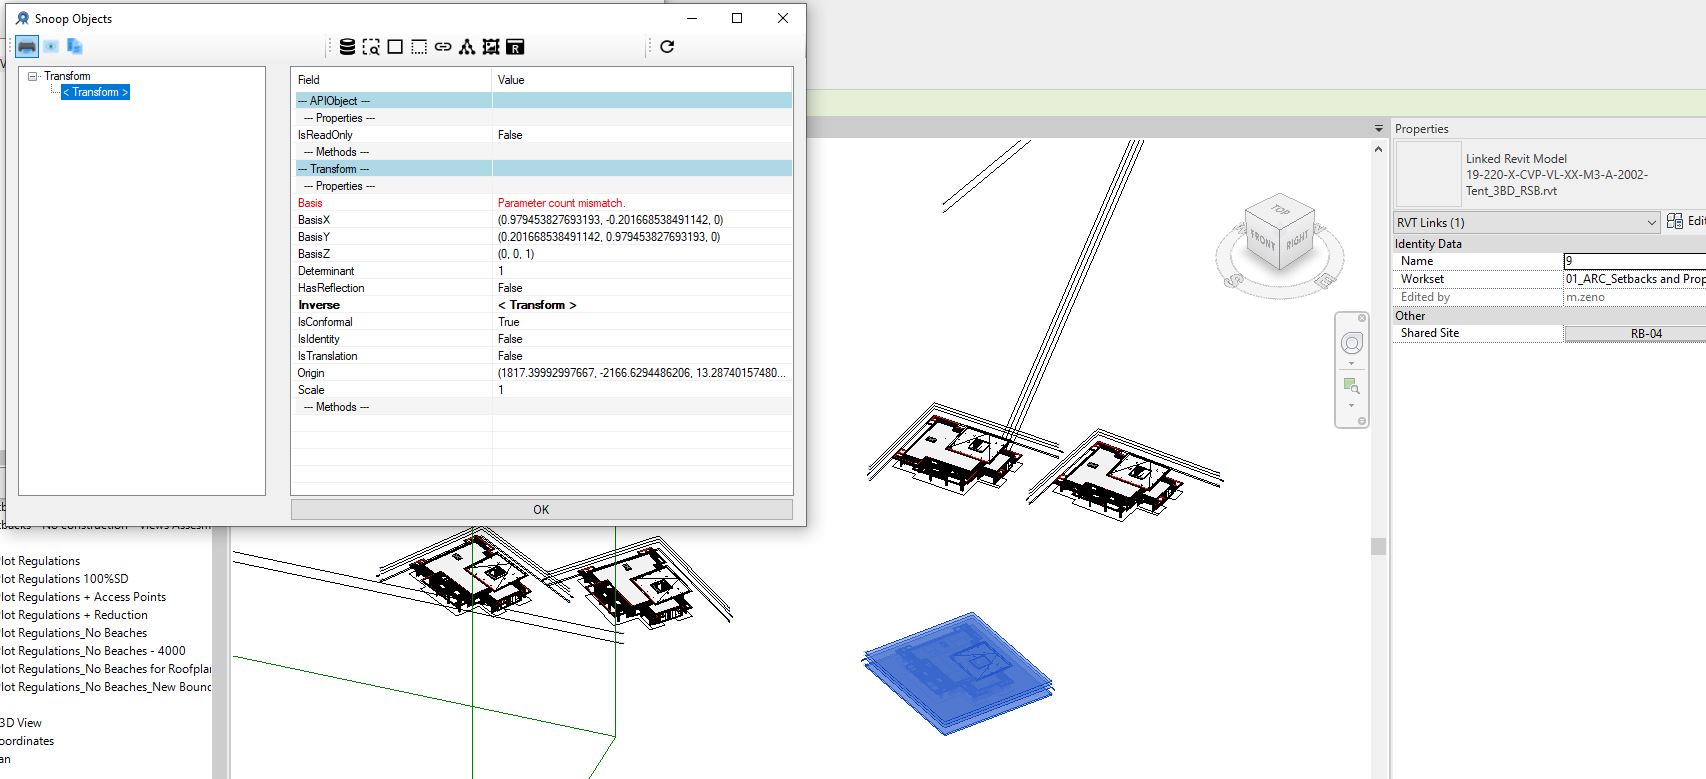 Snoop Objects
Transform
< Transform >
Field Value
--- APIObject ---
--- Properties ---
IsReadOnly False
--- Methods ---
--- Transform ---
--- Properties ---
Basis Parameter count mismatch.
BasisX (0.979453827693193, -0.201668538491142, 0)
BasisY (0.201668538491142, 0.979453827693193, 0)
BasisZ (0, 0, 1)
Determinant 1
HasReflection False
Inverse < Transform >
IsConformal True
IsIdentity False
IsTranslation False
Origin (1817.39992997667, -2166.6294486206, 13.28740157480...
Scale 1
--- Methods ---
OK
lot Regulations
lot Regulations 100%SD
lot Regulations + Access Points
lot Regulations + Reduction
lot Regulations_No Beaches
lot Regulations_No Beaches - 4000
lot Regulations_No Beaches for Roofplan
lot Regulations_No Beaches_New Bound
3D View
oordinates
an
TOP
FRONT
RIGHT
S
E
Properties
Linked Revit Model
19-220-X-CVP-VL-XX-M3-A-2002-
Tent_3BD_RSB.rvt
RVT Links (1) Edit
Identity Data
Name 9
Workset 01_ARC_Setbacks and Prop
Edited by m.zeno
Other
Shared Site RB-04